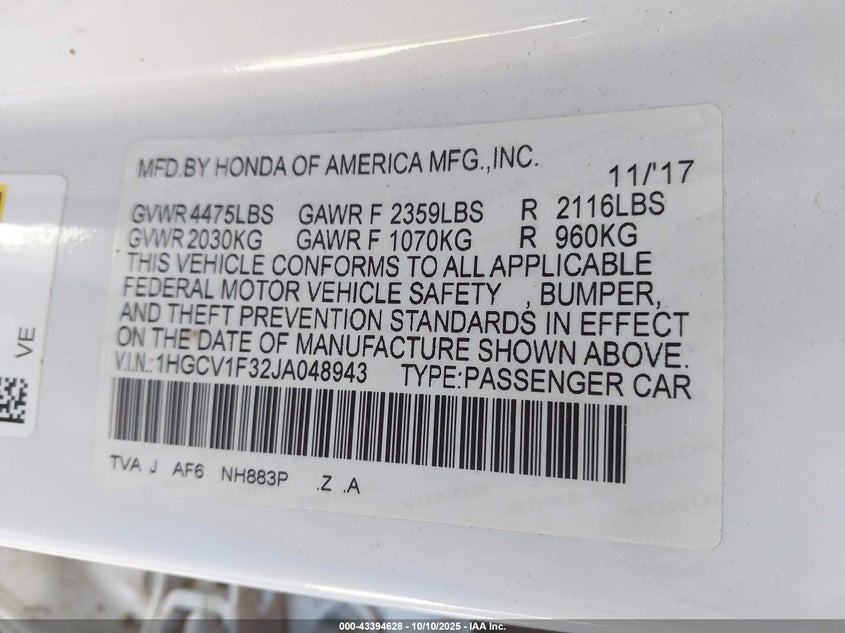 MFD.BY HONDA OF AMERICA MFG.,INC.
11/'17
GVWR 4475LBS GAWR F 2359LBS R 2116LBS
GVWR 2030KG GAWR F 1070KG R 960KG
THIS VEHICLE CONFORMS TO ALL APPLICABLE
FEDERAL MOTOR VEHICLE SAFETY , BUMPER,
AND THEFT PREVENTION STANDARDS IN EFFECT
ON THE DATE OF MANUFACTURE SHOWN ABOVE.
V.I.N.:1HGCV1F32JA048943 TYPE:PASSENGER CAR
TVA J AF6 NH883P .Z .A
VE
000-43394628 - 10/10/2025 - IAA Inc.